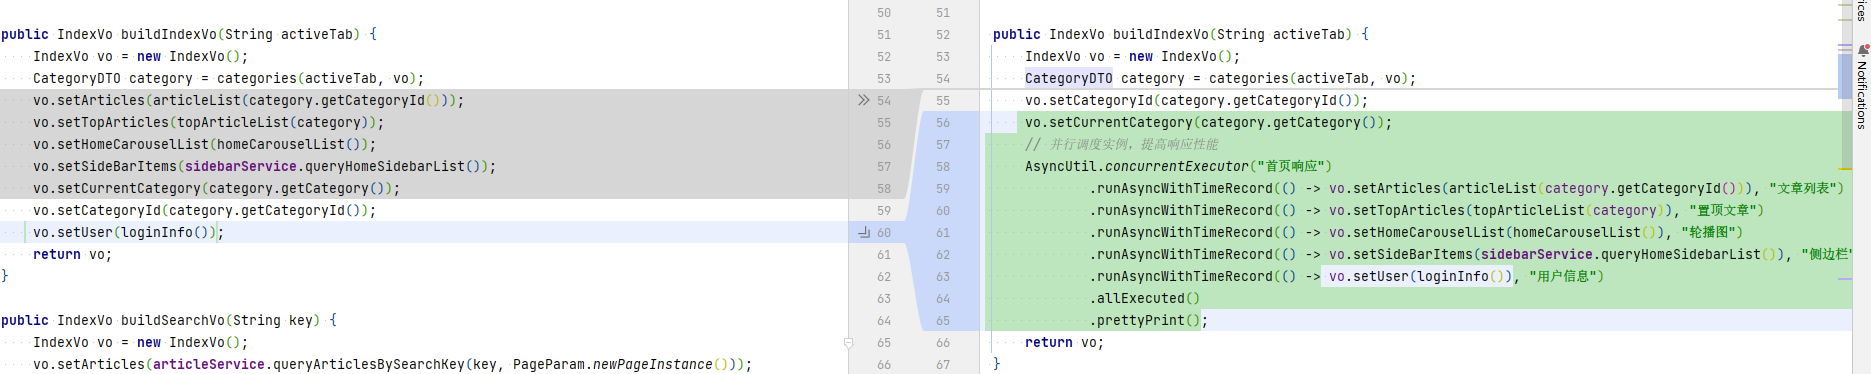 public IndexVo buildIndexVo(String activeTab) {
IndexVo vo = new IndexVo();
CategoryDTO category = categories(activeTab, vo);
vo.setArticles(articleList(category.getCategoryId()));
vo.setTopArticles(topArticleList(category));
vo.setHomeCarouselList(homeCarouselList());
vo.setSideBarItems(sidebarService.queryHomeSidebarList());
vo.setCurrentCategory(category.getCategory());
vo.setCategoryId(category.getCategoryId());
vo.setUser(loginInfo());
return vo;
}
public IndexVo buildSearchVo(String key) {
IndexVo vo = new IndexVo();
vo.setArticles(articleService.queryArticlesBySearchKey(key, PageParam.newPageInstance()));
50 51
51 52
52 53
53 54
54 55
55 56
56 57
57 58
58 59
59 60
60 61
61 62
62 63
63 64
64 65
65 66
66 67
public IndexVo buildIndexVo(String activeTab) {
IndexVo vo = new IndexVo();
CategoryDTO category = categories(activeTab, vo);
vo.setCategoryId(category.getCategoryId());
vo.setCurrentCategory(category.getCategory());
// 并行调度实例，提高响应性能
AsyncUtil.concurrentExecutor("首页响应")
.runAsyncWithTimeRecord(() -> vo.setArticles(articleList(category.getCategoryId())), "文章列表")
.runAsyncWithTimeRecord(() -> vo.setTopArticles(topArticleList(category)), "置顶文章")
.runAsyncWithTimeRecord(() -> vo.setHomeCarouselList(homeCarouselList()), "轮播图")
.runAsyncWithTimeRecord(() -> vo.setSideBarItems(sidebarService.queryHomeSidebarList()), "侧边栏"
.runAsyncWithTimeRecord(() -> vo.setUser(loginInfo()), "用户信息")
.allExecuted()
.prettyPrint();
return vo;
}
Notifications